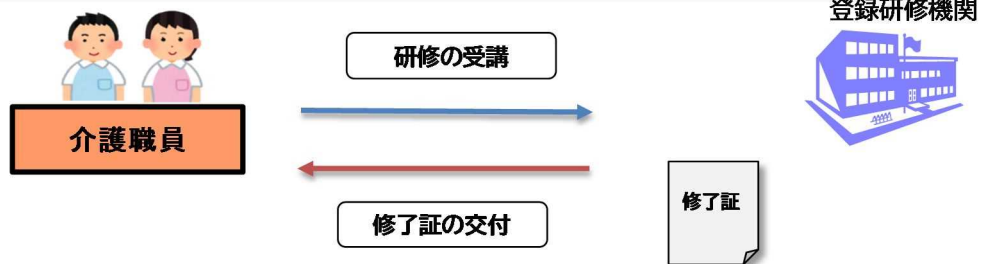 登録研修機関
研修の受講
介護職員
修了証
修了証の交付